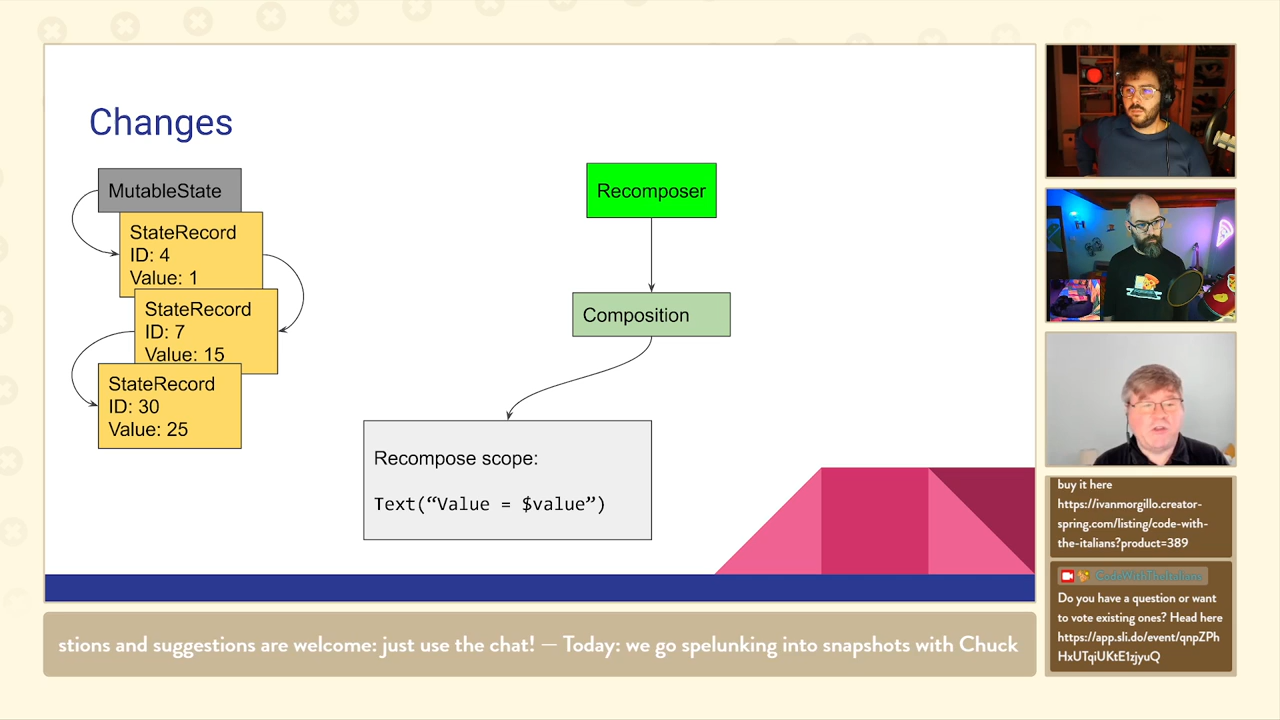 Changes
MutableState
StateRecord
ID: 4
Value: 1
StateRecord
ID: 7
Value: 15
StateRecord
ID: 30
Value: 25
Recomposer
Composition
Recompose scope:
Text(“Value = $value”)
buy it here
https://ivanmorgillo.creator-
spring.com/listing/code-with-
the-italians?product=389
CodeWithTheItalians
Do you have a question or want
to vote existing ones? Head here
https://app.sli.do/event/qnpZPh
HxUTqiUKtE1zjyuQ
stions and suggestions are welcome: just use the chat! — Today: we go spelunking into snapshots with Chuck